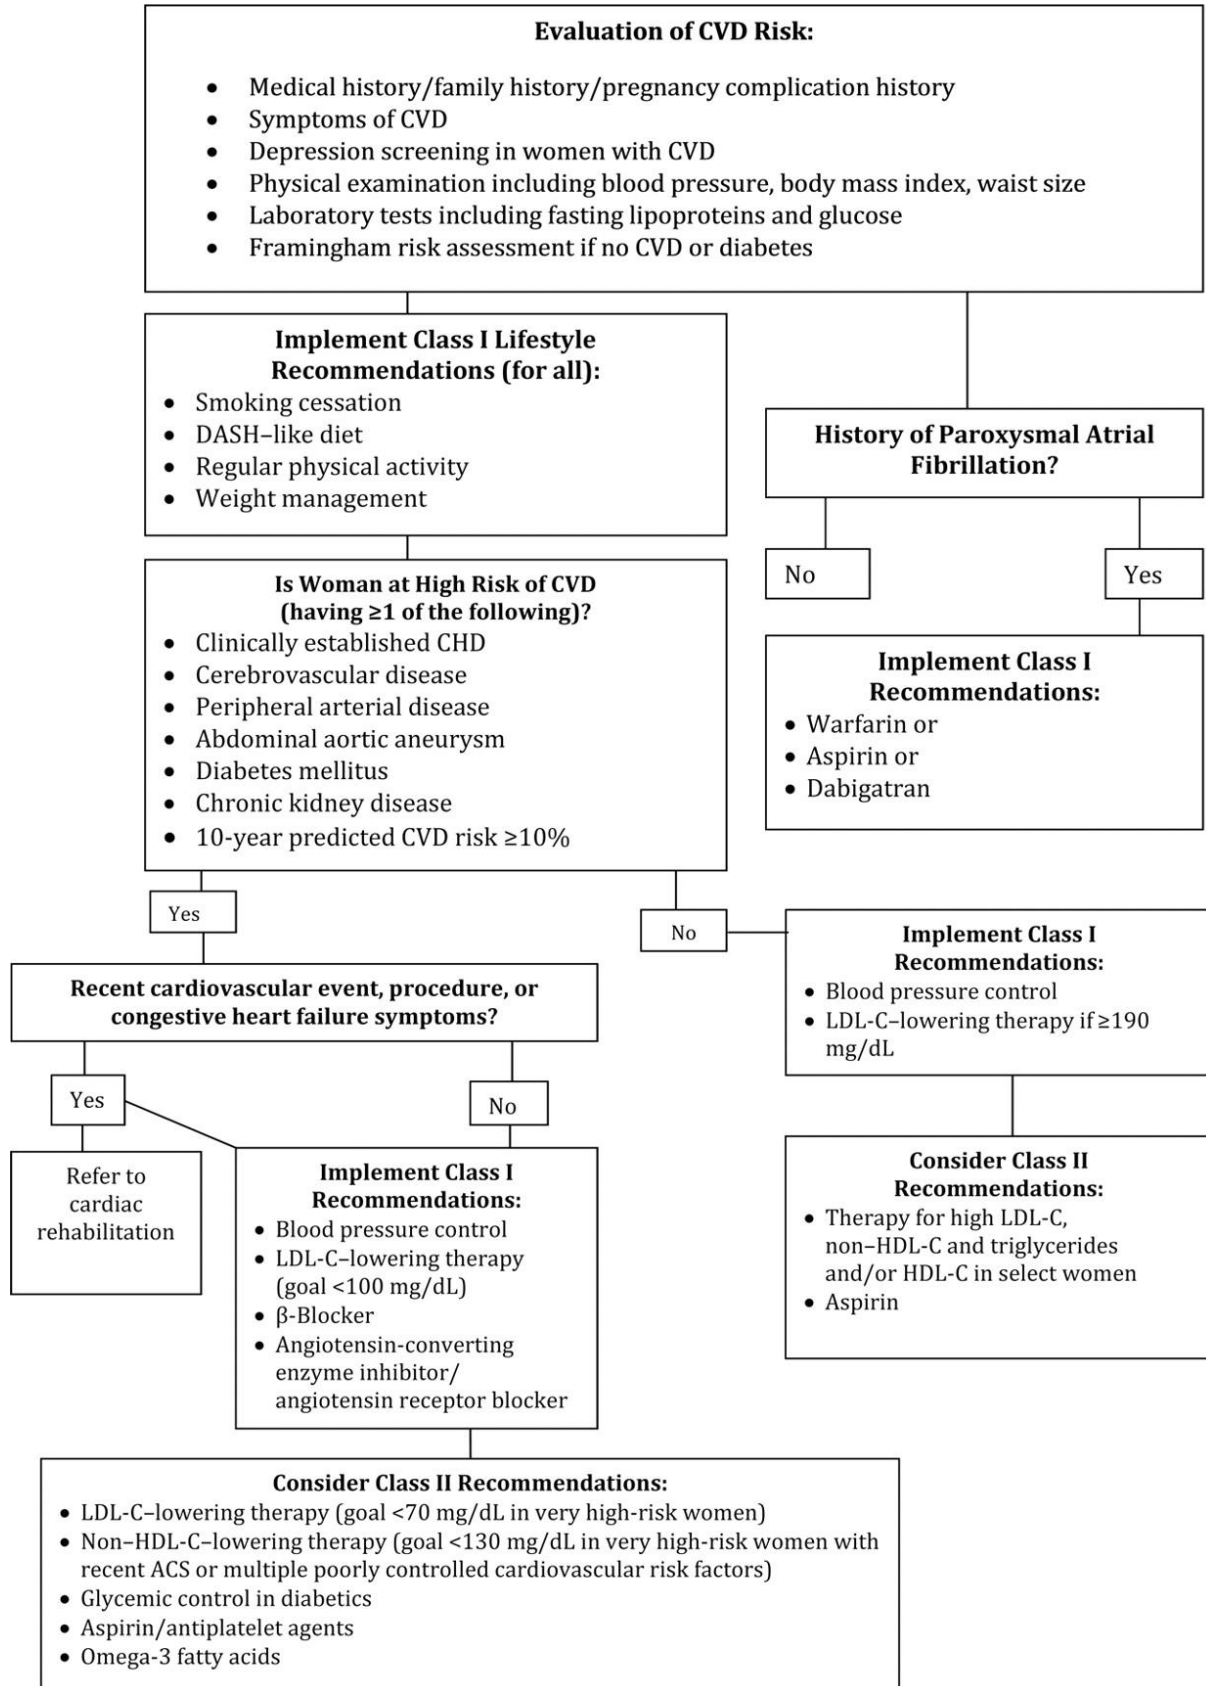 Evaluation of CVD Risk:
• Medical history/family history/pregnancy complication history
• Symptoms of CVD
• Depression screening in women with CVD
• Physical examination including blood pressure, body mass index, waist size
• Laboratory tests including fasting lipoproteins and glucose
• Framingham risk assessment if no CVD or diabetes
Implement Class I Lifestyle
Recommendations (for all):
• Smoking cessation
• DASH–like diet
• Regular physical activity
• Weight management
History of Paroxysmal Atrial
Fibrillation?
No
Yes
Implement Class I
Recommendations:
• Warfarin or
• Aspirin or
• Dabigatran
Is Woman at High Risk of CVD
(having ≥1 of the following)?
• Clinically established CHD
• Cerebrovascular disease
• Peripheral arterial disease
• Abdominal aortic aneurysm
• Diabetes mellitus
• Chronic kidney disease
• 10-year predicted CVD risk ≥10%
Yes
No
Implement Class I
Recommendations:
• Blood pressure control
• LDL-C–lowering therapy if ≥190
mg/dL
Consider Class II
Recommendations:
• Therapy for high LDL-C,
non–HDL-C and triglycerides
and/or HDL-C in select women
• Aspirin
Recent cardiovascular event, procedure, or
congestive heart failure symptoms?
Yes
No
Refer to
cardiac
rehabilitation
Implement Class I
Recommendations:
• Blood pressure control
• LDL-C–lowering therapy
(goal <100 mg/dL)
• β-Blocker
• Angiotensin-converting
enzyme inhibitor/
angiotensin receptor blocker
Consider Class II Recommendations:
• LDL-C–lowering therapy (goal <70 mg/dL in very high-risk women)
• Non–HDL-C–lowering therapy (goal <130 mg/dL in very high-risk women with
recent ACS or multiple poorly controlled cardiovascular risk factors)
• Glycemic control in diabetics
• Aspirin/antiplatelet agents
• Omega-3 fatty acids